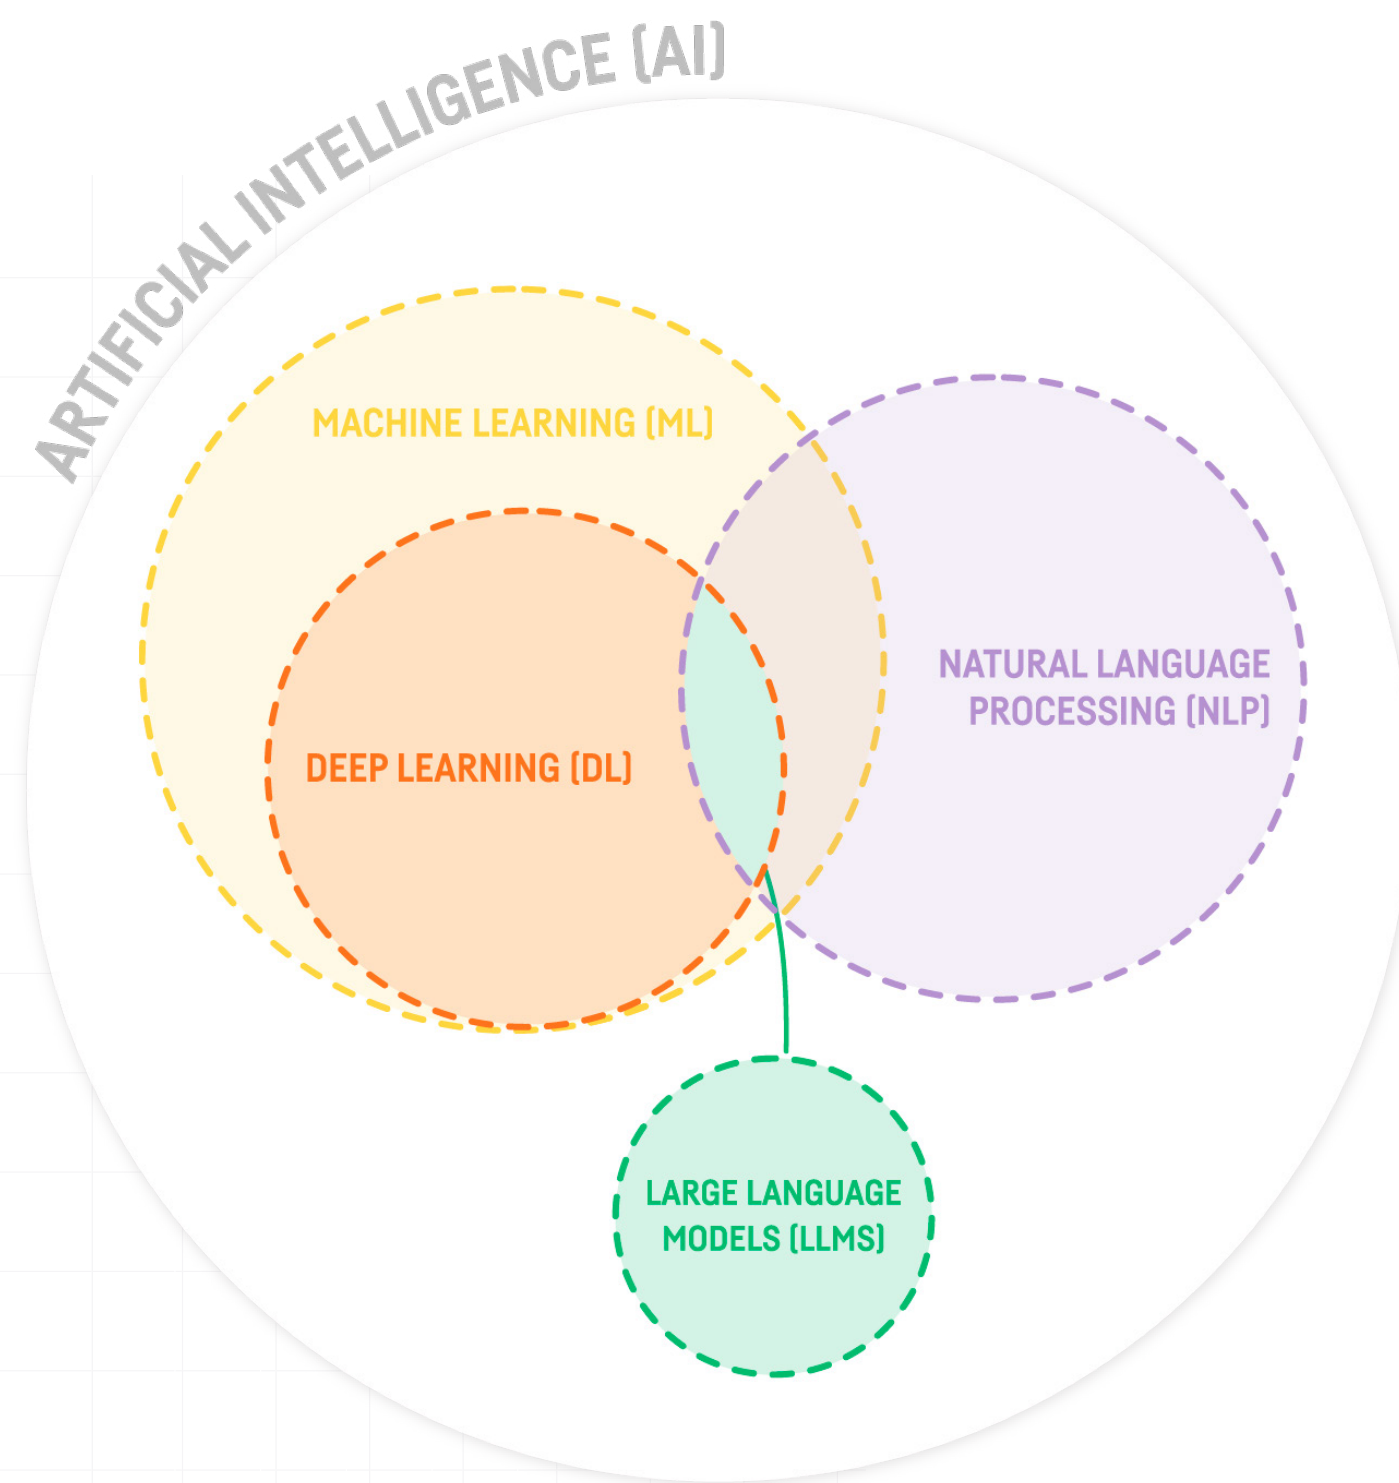 ARTIFICIAL INTELLIGENCE (AI)
MACHINE LEARNING (ML)
NATURAL LANGUAGE
PROCESSING (NLP)
DEEP LEARNING (DL)
LARGE LANGUAGE
MODELS (LLMS)